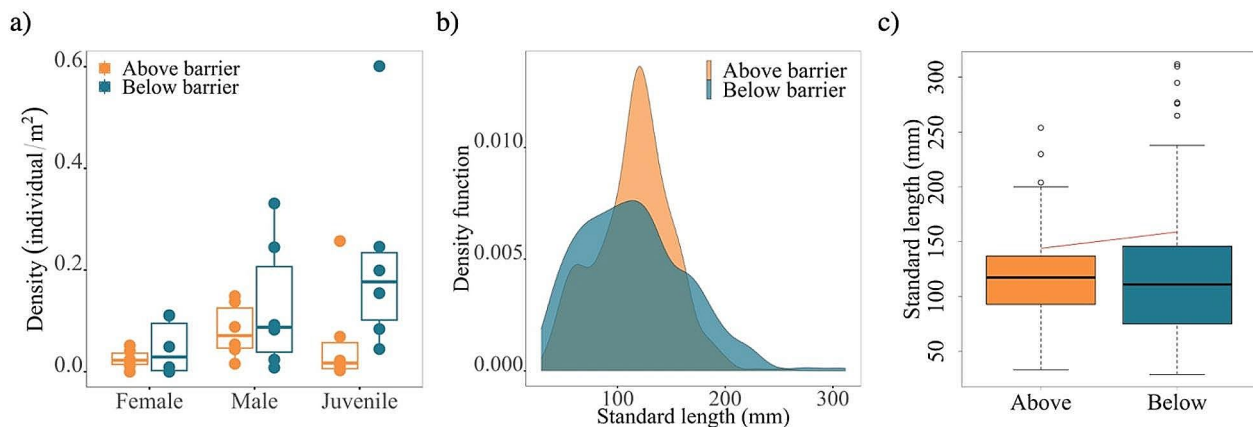 a)
0.6
0.4
0.2
0.0
Density (individual/m²)
Above barrier
Below barrier
Female Male Juvenile
b)
0.010
0.005
0.000
Density function
Above barrier
Below barrier
100 200 300
Standard length (mm)
c)
300
250
200
150
100
50
Standard length (mm)
Above Below